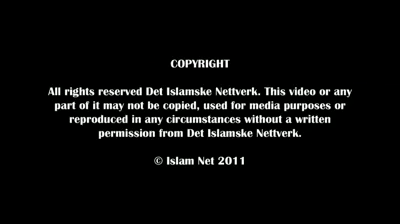 COPYRIGHT
All rights reserved Det Islamske Nettverk. This video or any
part of it may not be copied, used for media purposes or
reproduced in any circumstances without a written
permission from Det Islamske Nettverk.
© Islam Net 2011